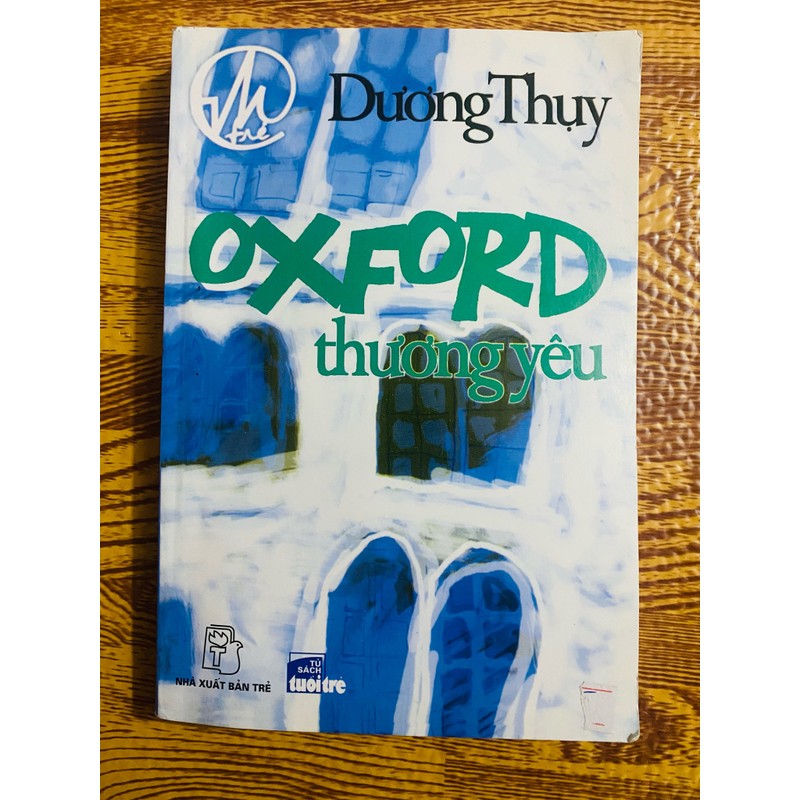 trẻ
Dương Thụy
OXFORD
thương yêu
T
NHÀ XUẤT BẢN TRẺ
TỦ
SÁCH
tuổi trẻ